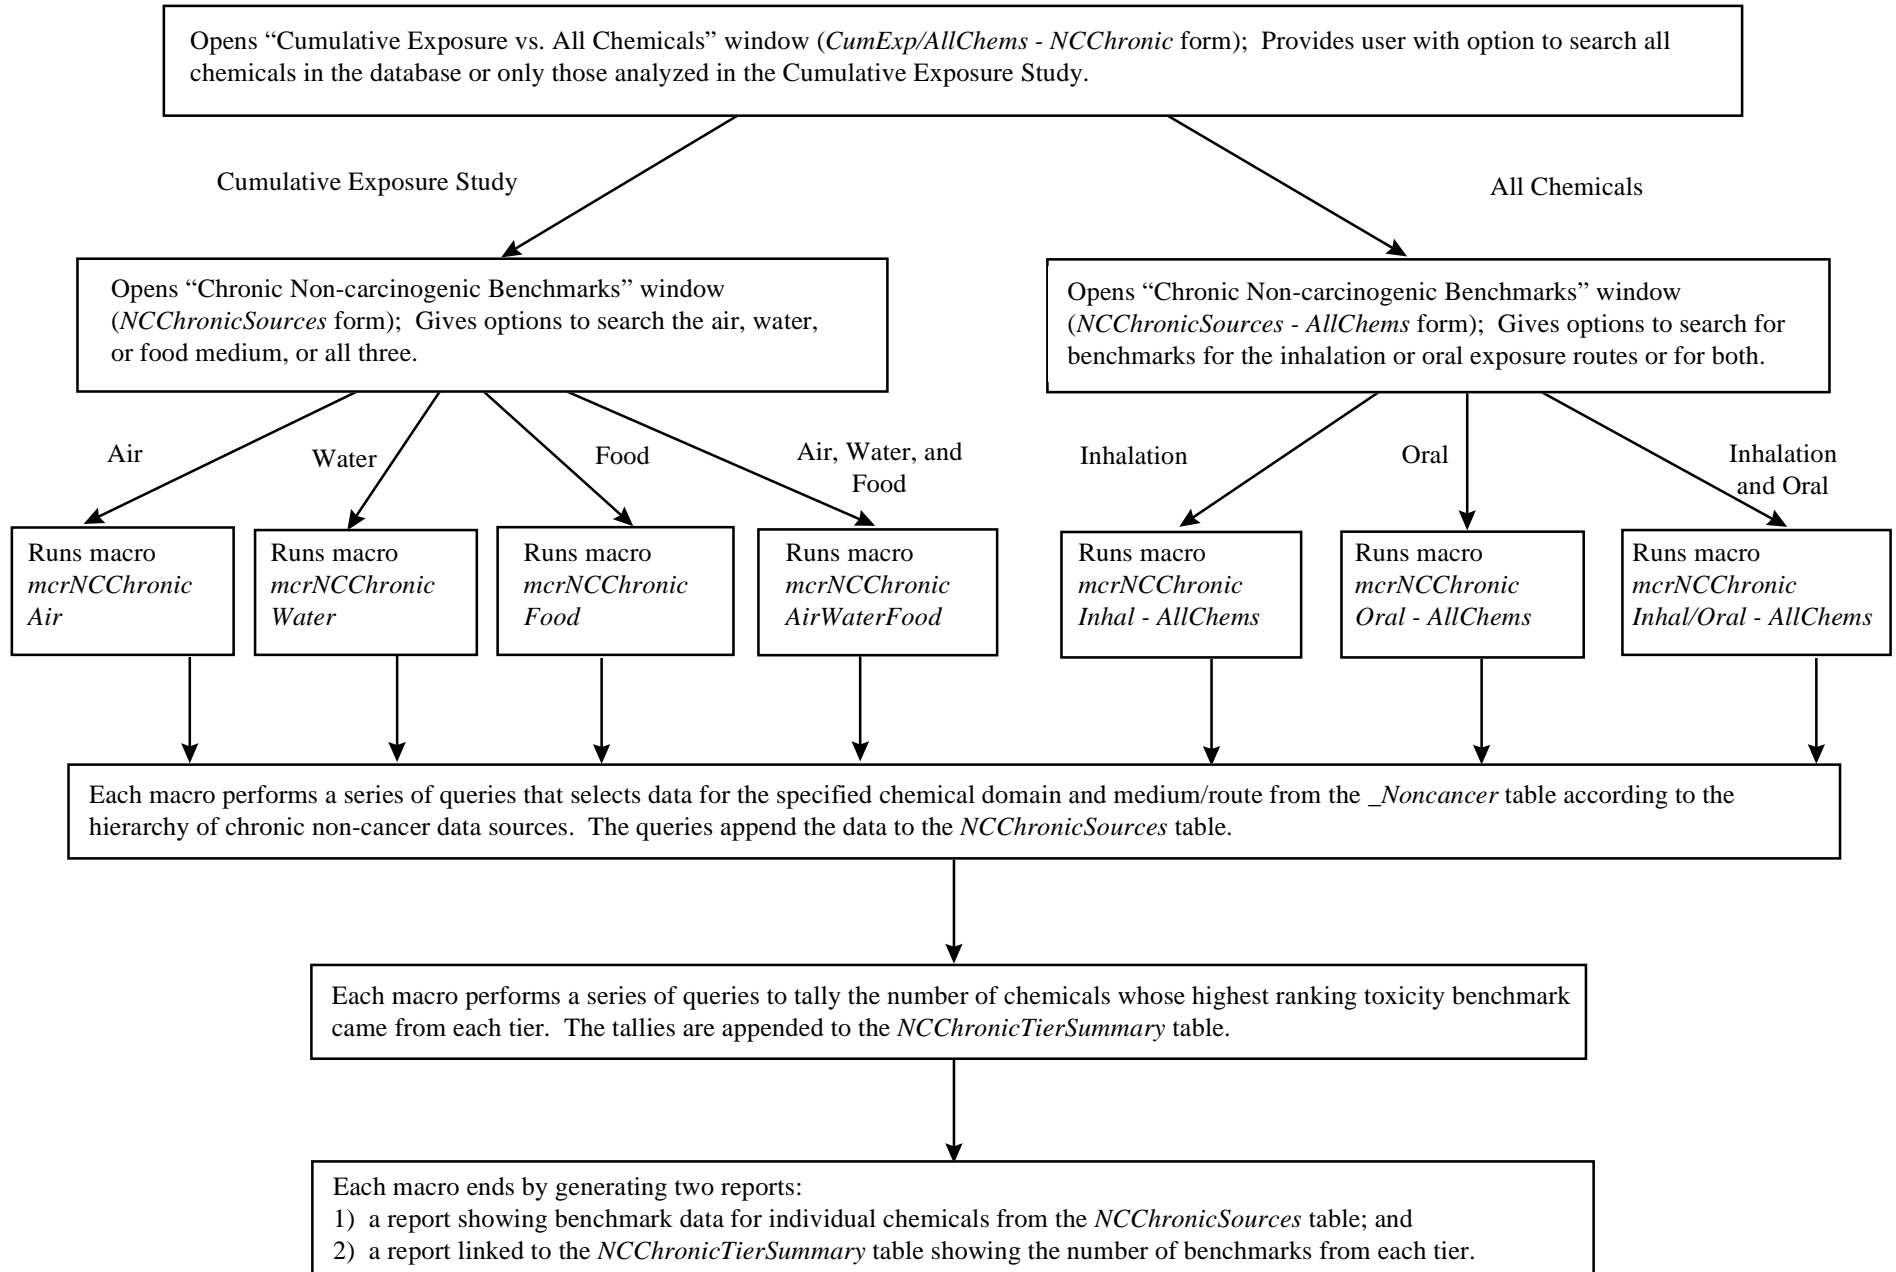 Opens “Cumulative Exposure vs. All Chemicals” window (CumExp/AllChems - NCChronic form);  Provides user with option to search all
chemicals in the database or only those analyzed in the Cumulative Exposure Study.
Cumulative Exposure Study
All Chemicals
Opens “Chronic Non-carcinogenic Benchmarks” window
(NCChronicSources form);  Gives options to search the air, water,
or food medium, or all three.
Opens “Chronic Non-carcinogenic Benchmarks” window
(NCChronicSources - AllChems form);  Gives options to search for
benchmarks for the inhalation or oral exposure routes or for both.
Air
Water
Food
Air, Water, and
Food
Inhalation
Oral
Inhalation
and Oral
Runs macro
mcrNCChronic
Air
Runs macro
mcrNCChronic
Water
Runs macro
mcrNCChronic
Food
Runs macro
mcrNCChronic
AirWaterFood
Runs macro
mcrNCChronic
Inhal - AllChems
Runs macro
mcrNCChronic
Oral - AllChems
Runs macro
mcrNCChronic
Inhal/Oral - AllChems
Each macro performs a series of queries that selects data for the specified chemical domain and medium/route from the _Noncancer table according to the
hierarchy of chronic non-cancer data sources.  The queries append the data to the NCChronicSources table.
Each macro performs a series of queries to tally the number of chemicals whose highest ranking toxicity benchmark
came from each tier.  The tallies are appended to the NCChronicTierSummary table.
Each macro ends by generating two reports:
1)  a report showing benchmark data for individual chemicals from the NCChronicSources table; and
2)  a report linked to the NCChronicTierSummary table showing the number of benchmarks from each tier.